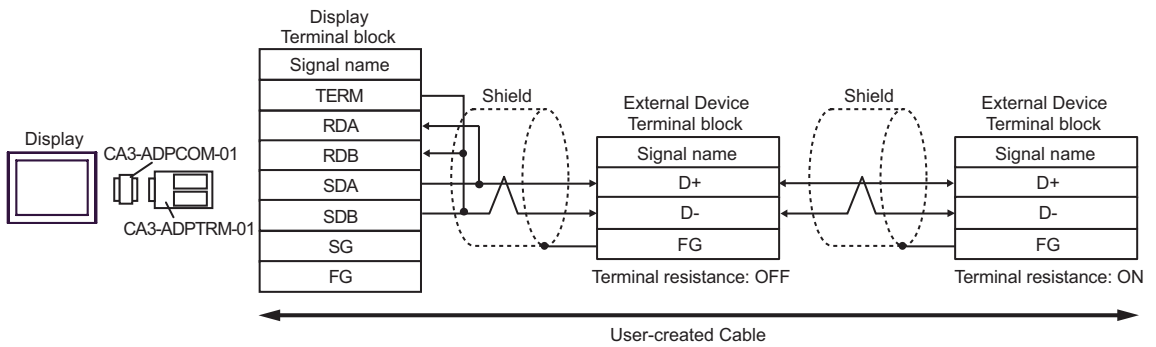 Display
CA3-ADPCOM-01
CA3-ADPTRM-01
Display
Terminal block
Signal name
TERM
RDA
RDB
SDA
SDB
SG
FG
Shield
External Device
Terminal block
Signal name
D+
D-
FG
Terminal resistance: OFF
Shield
External Device
Terminal block
Signal name
D+
D-
FG
Terminal resistance: ON
User-created Cable